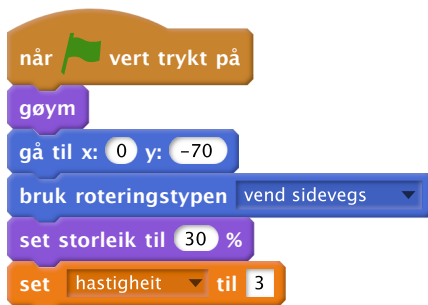 når vert trykt på
gøym
gå til x: 0 y: -70
bruk roteringstypen vend sidevegs
set storleik til 30 %
set hastigheit til 3